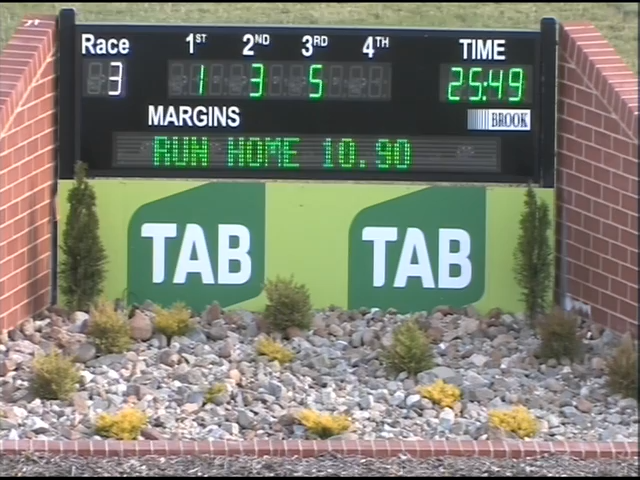 Race 1ST 2ND 3RD 4TH TIME
3 1 3 5 25:49
MARGINS BROOK
RUN HOME 10.90
TAB TAB